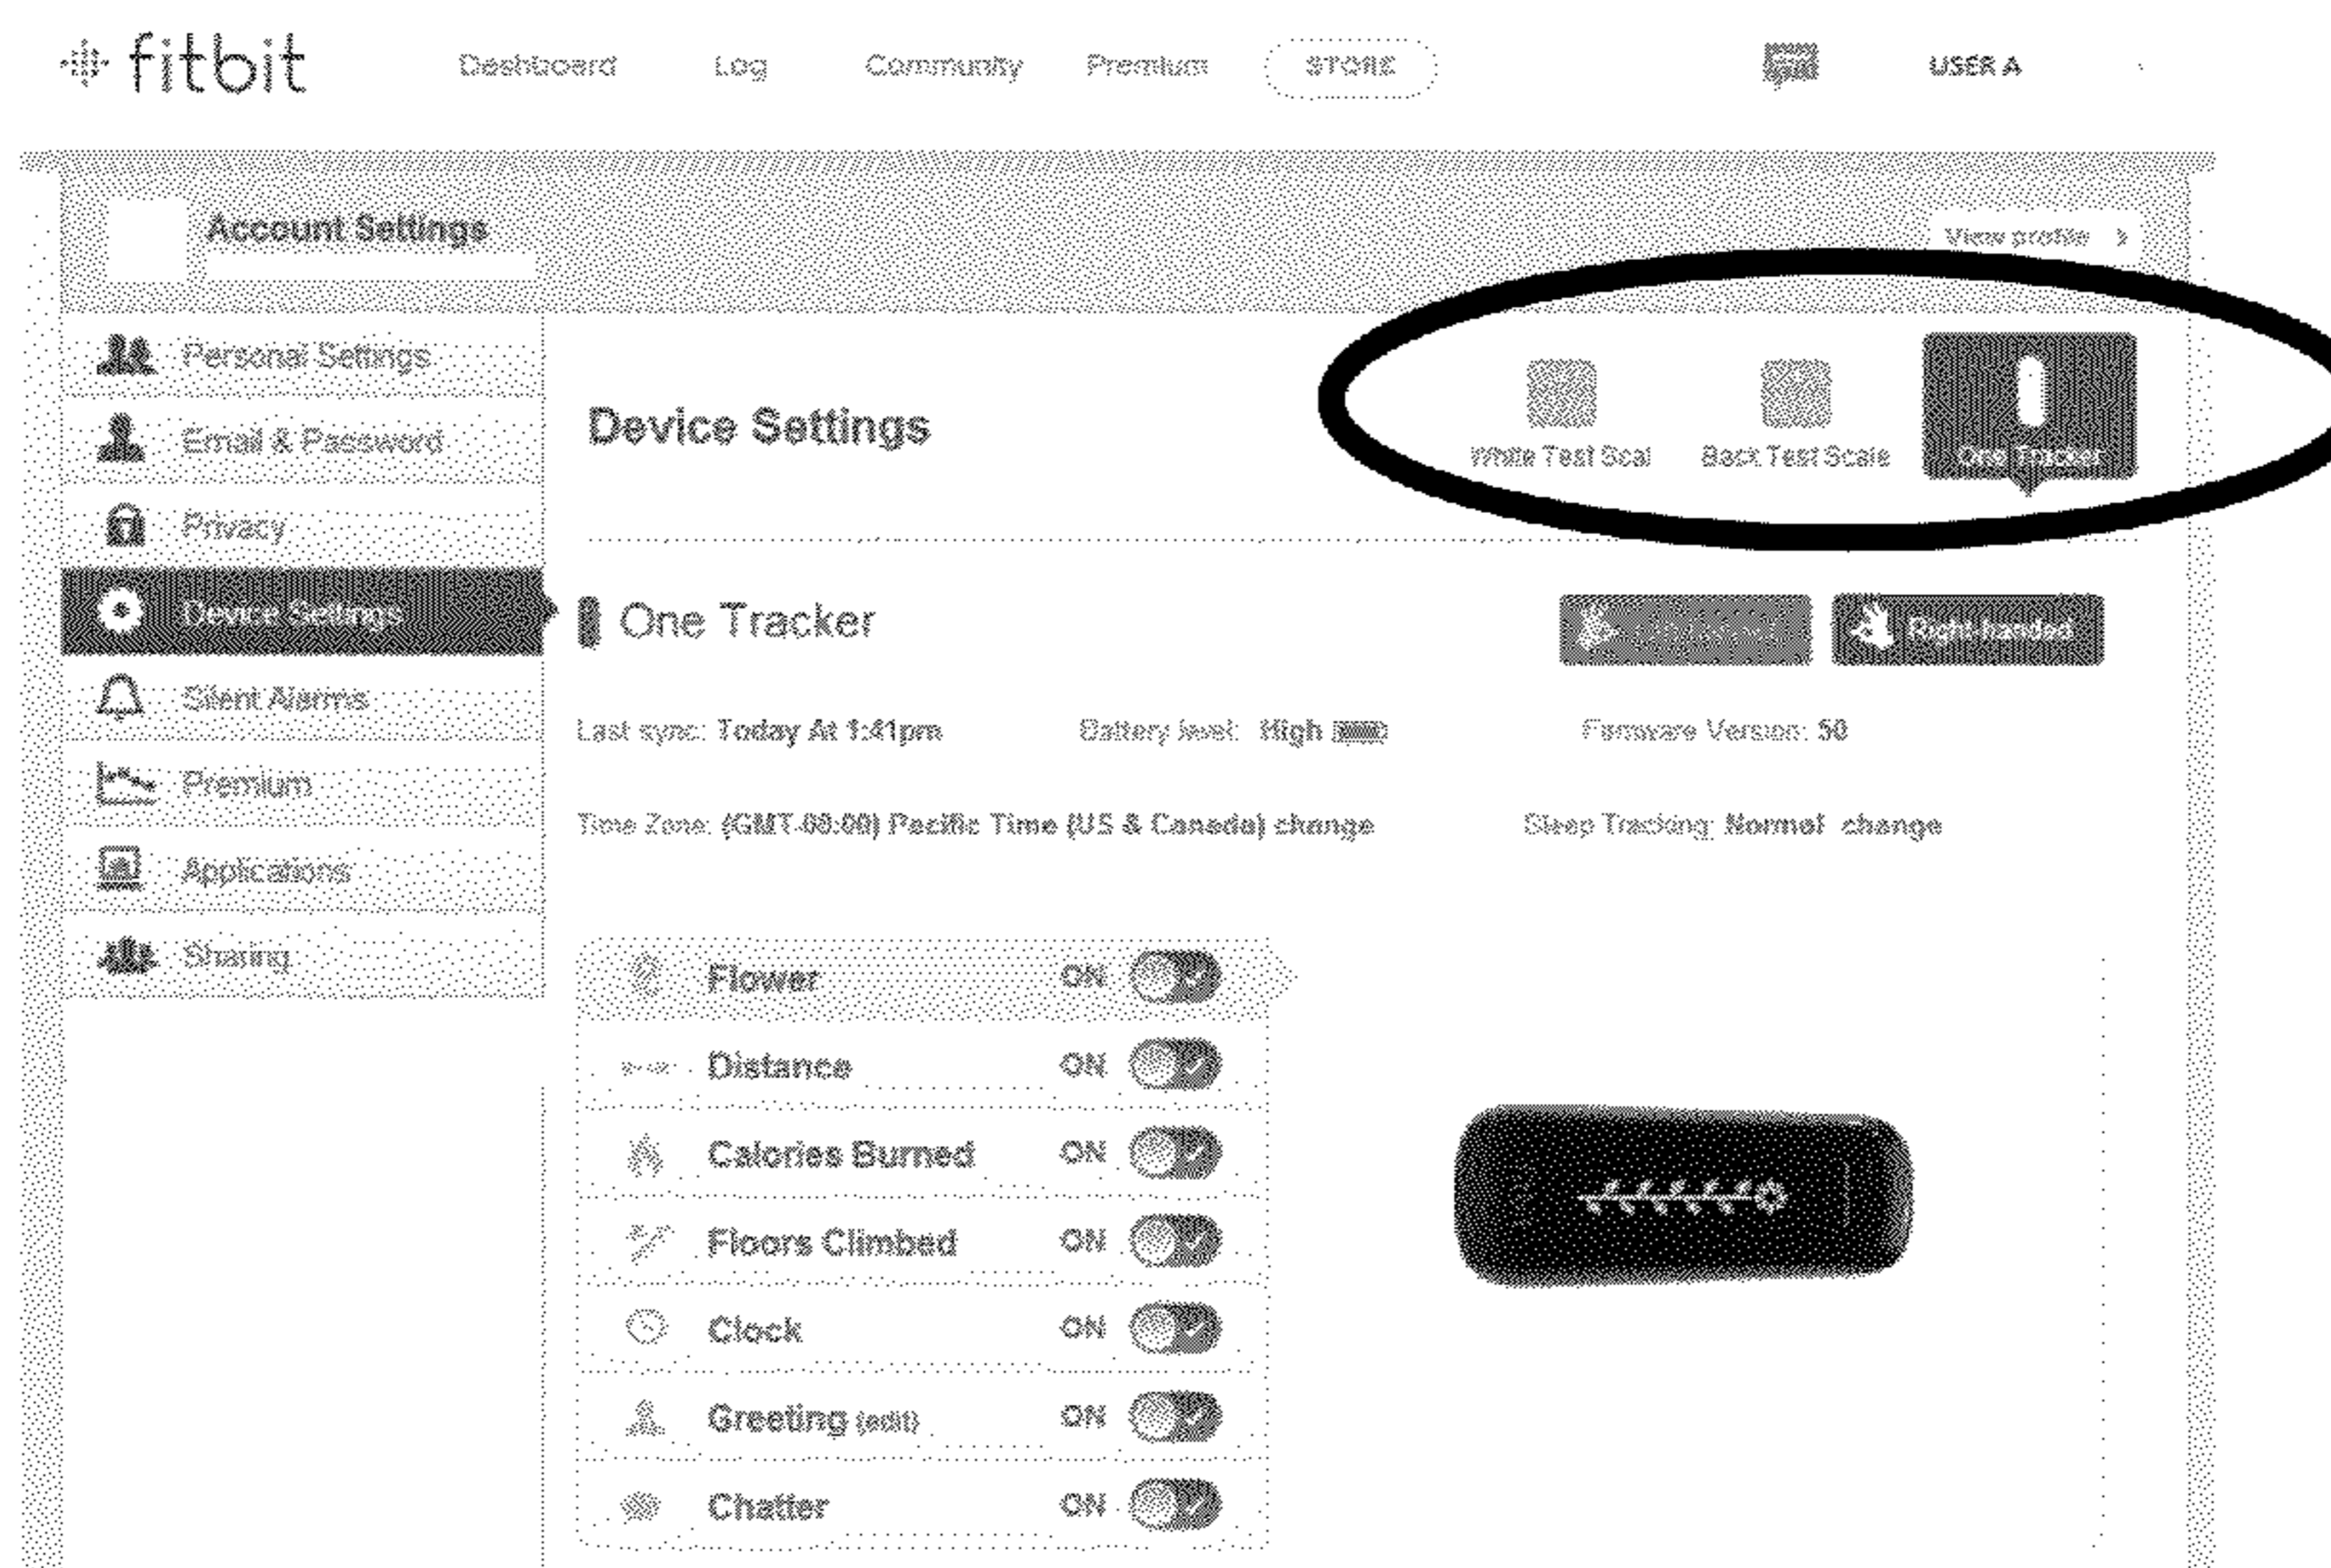 fitbit Dashboard Log Community Premium STORE USER A
Account Settings
View profile
Personal Settings
Email & Password
Privacy
Device Settings
Silent Alarms
Premium
Applications
Sharing
Device Settings
White Test Scal Back Test Scale One Tracker
One Tracker
Right-handed
Last sync: Today At 1:41pm Battery level: High Firmware Version: 50
Time Zone: (GMT-08:00) Pacific Time (US & Canada) change Sleep Tracking: Normal change
Flower ON
Distance ON
Calories Burned ON
Floors Climbed ON
Clock ON
Greeting (edit) ON
Chatter ON